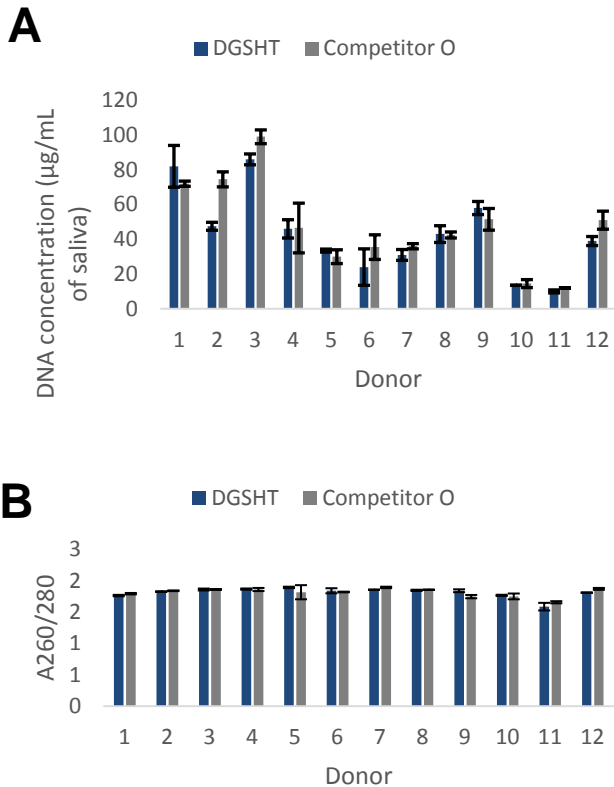 A
DGSHT Competitor O
DNA concentration (µg/mL
of saliva)
120
100
80
60
40
20
0
1 2 3 4 5 6 7 8 9 10 11 12
Donor
B
DGSHT Competitor O
A260/280
3
2
2
1
1
0
1 2 3 4 5 6 7 8 9 10 11 12
Donor